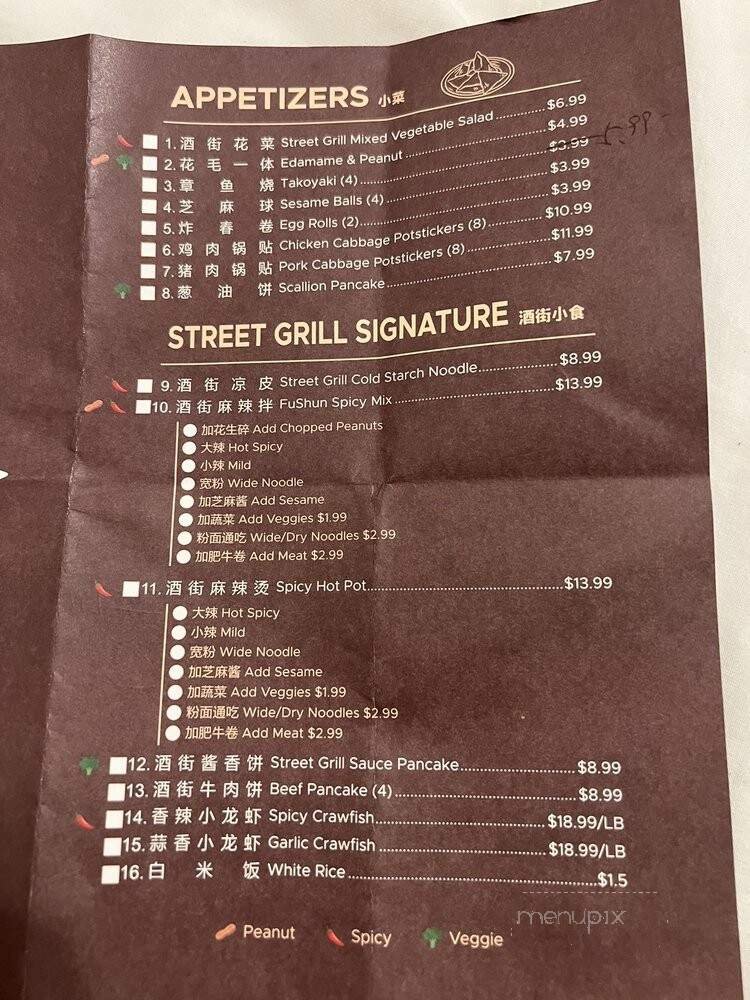 APPETIZERS 小菜
1. 酒街花菜 Street Grill Mixed Vegetable Salad $6.99
2. 花毛一体 Edamame & Peanut $4.99
3. 章鱼烧 Takoyaki (4) $3.99 5.99
4. 芝麻球 Sesame Balls (4) $3.99
5. 炸春卷 Egg Rolls (2) $3.99
6. 鸡肉锅贴 Chicken Cabbage Potstickers (8) $10.99
7. 猪肉锅贴 Pork Cabbage Potstickers (8) $11.99
8. 葱油饼 Scallion Pancake $7.99
STREET GRILL SIGNATURE 酒街小食
9. 酒街凉皮 Street Grill Cold Starch Noodle $8.99
10. 酒街麻辣拌 FuShun Spicy Mix $13.99
加花生碎 Add Chopped Peanuts
大辣 Hot Spicy
小辣 Mild
宽粉 Wide Noodle
加芝麻酱 Add Sesame
加蔬菜 Add Veggies $1.99
粉面通吃 Wide/Dry Noodles $2.99
加肥牛卷 Add Meat $2.99
11. 酒街麻辣烫 Spicy Hot Pot $13.99
大辣 Hot Spicy
小辣 Mild
宽粉 Wide Noodle
加芝麻酱 Add Sesame
加蔬菜 Add Veggies $1.99
粉面通吃 Wide/Dry Noodles $2.99
加肥牛卷 Add Meat $2.99
12. 酒街酱香饼 Street Grill Sauce Pancake $8.99
13. 酒街牛肉饼 Beef Pancake (4) $8.99
14. 香辣小龙虾 Spicy Crawfish $18.99/LB
15. 蒜香小龙虾 Garlic Crawfish $18.99/LB
16. 白米饭 White Rice $1.5
menupix
Peanut Spicy Veggie